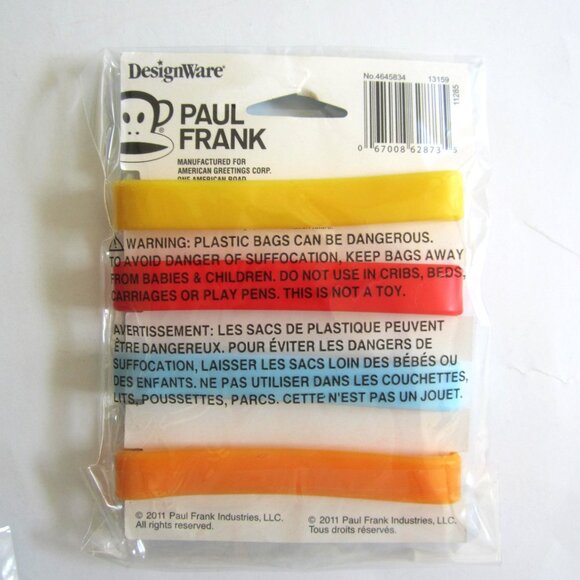 DesignWare®
No.4645834 13159
11265
PAUL
FRANK
0 67008 62873 5
MANUFACTURED FOR
AMERICAN GREETINGS CORP.
ONE AMERICAN ROAD
⚠ WARNING: PLASTIC BAGS CAN BE DANGEROUS.
TO AVOID DANGER OF SUFFOCATION, KEEP BAGS AWAY
FROM BABIES & CHILDREN. DO NOT USE IN CRIBS, BEDS,
CARRIAGES OR PLAY PENS. THIS IS NOT A TOY.
AVERTISSEMENT: LES SACS DE PLASTIQUE PEUVENT
ÊTRE DANGEREUX. POUR ÉVITER LES DANGERS DE
SUFFOCATION, LAISSER LES SACS LOIN DES BÉBÉS OU
DES ENFANTS. NE PAS UTILISER DANS LES COUCHETTES,
LITS, POUSSETTES, PARCS. CETTE N'EST PAS UN JOUET.
© 2011 Paul Frank Industries, LLC.
All rights reserved.
© 2011 Paul Frank Industries, LLC.
Tous droits réservés.